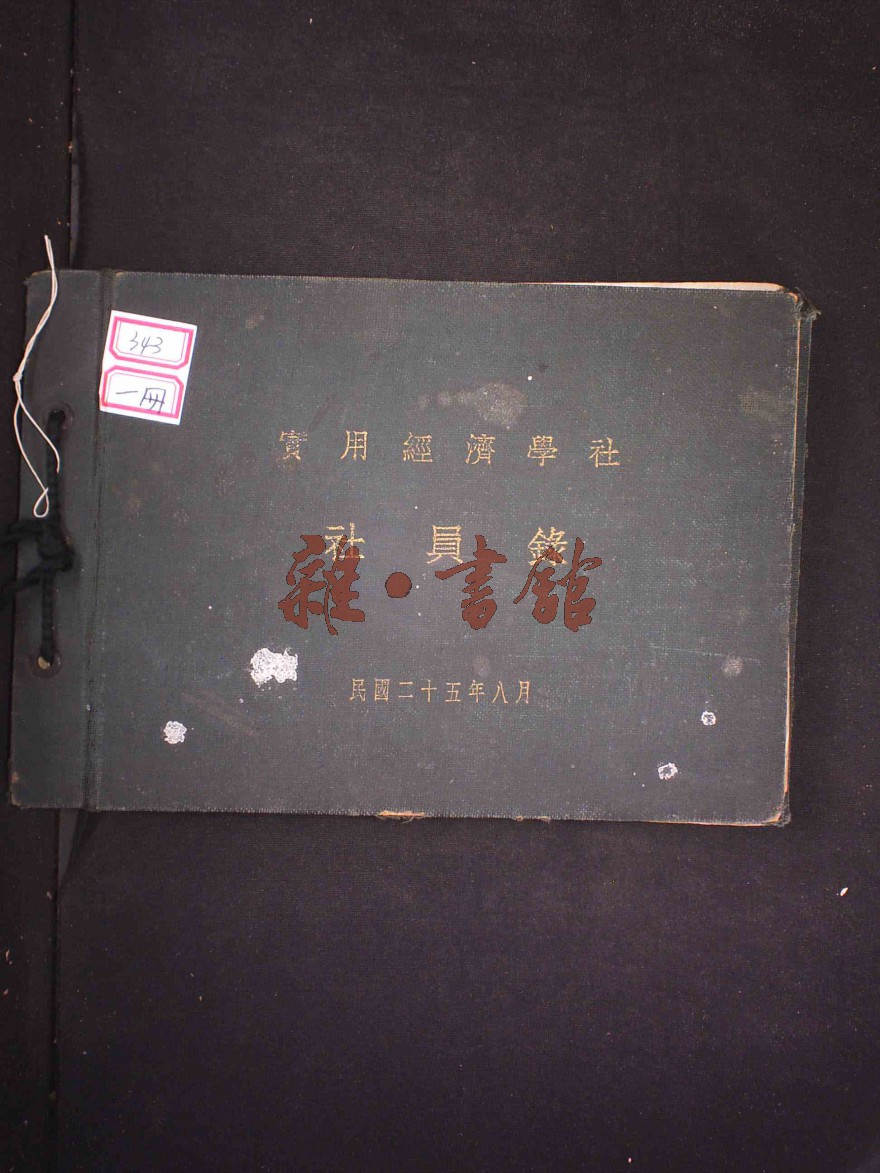 343
一冊
實用經濟學社
社員錄
雜·書館
民國二十五年八月